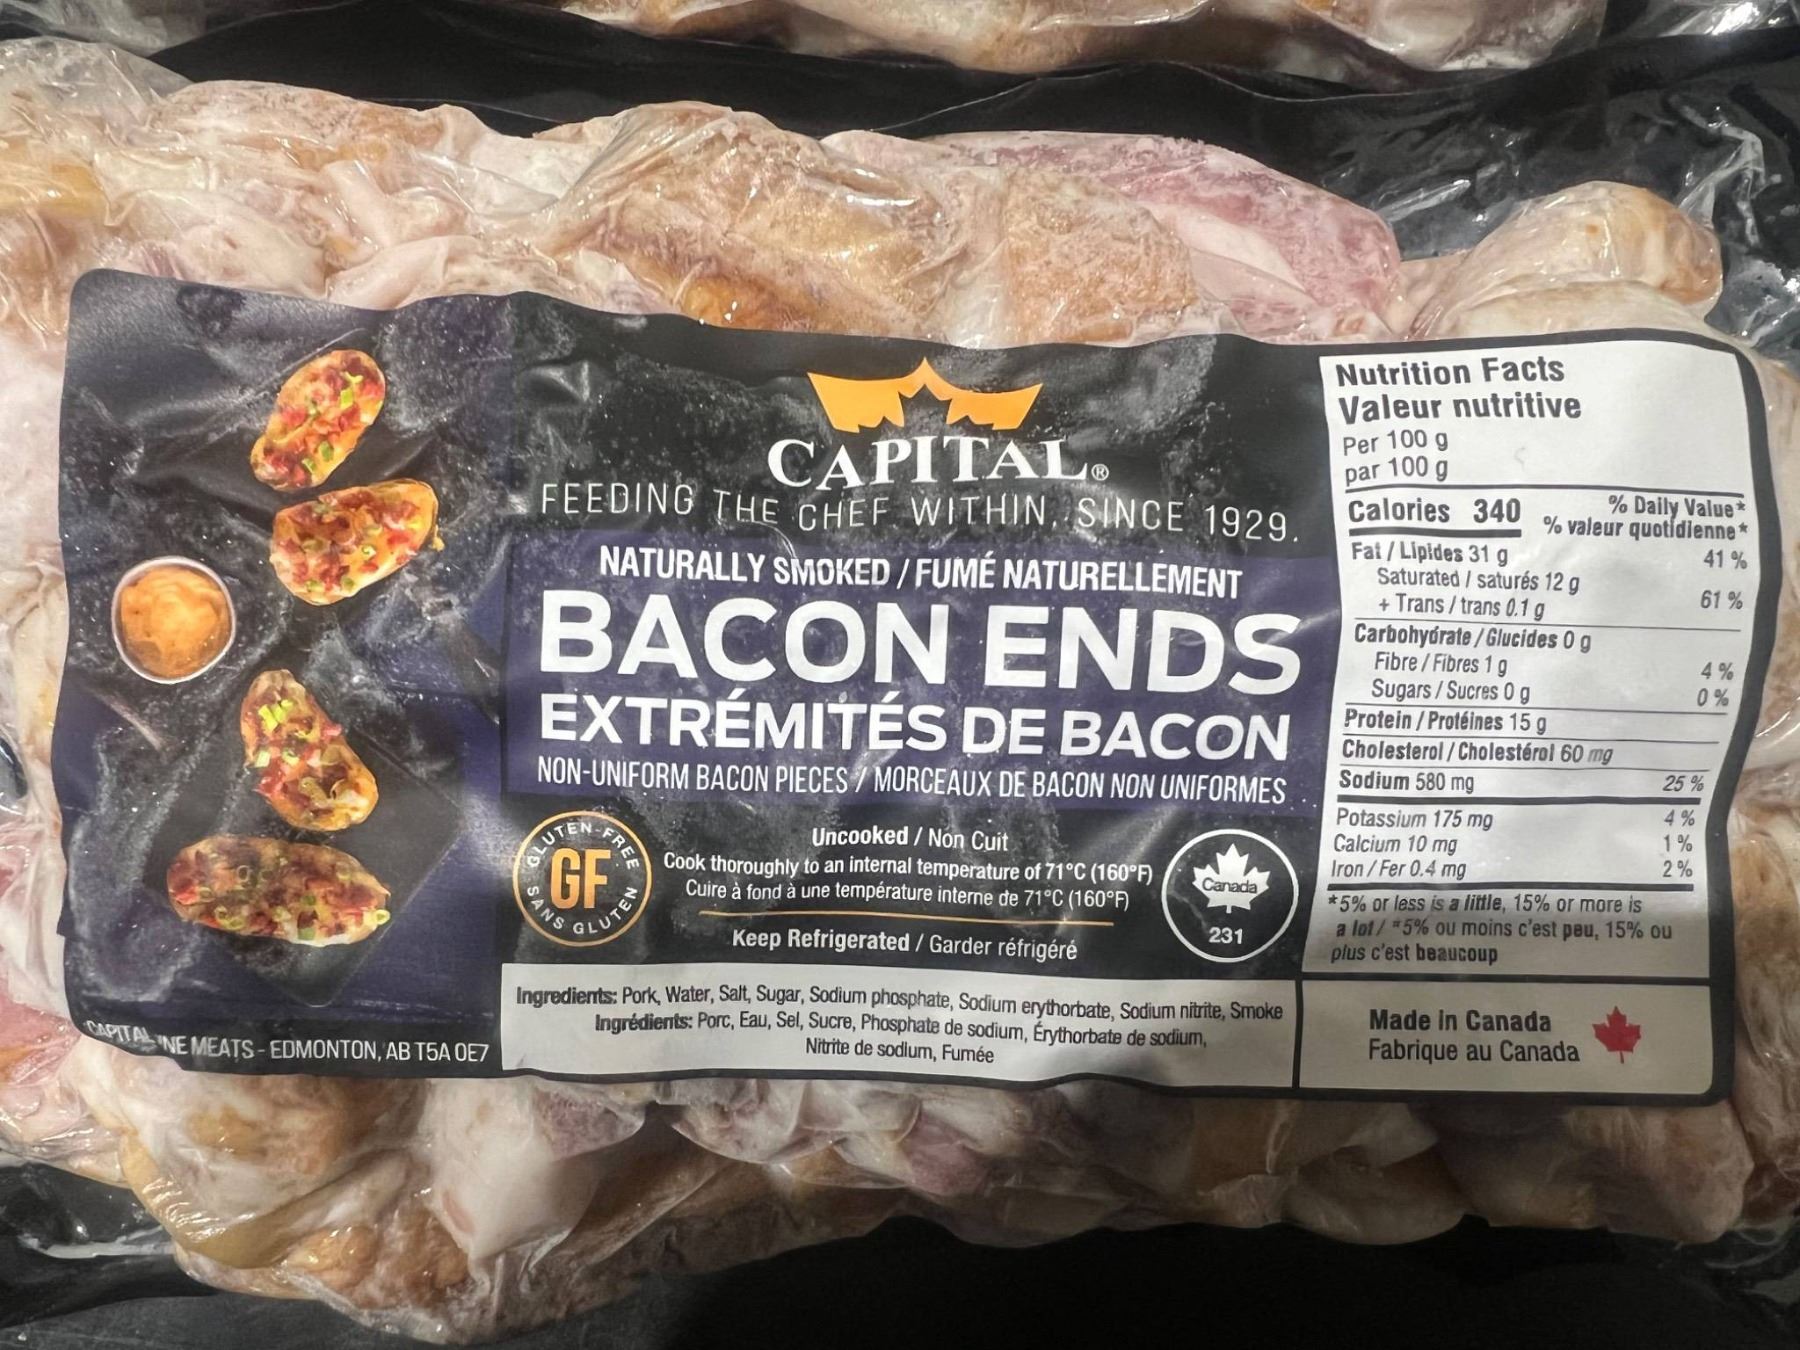 CAPITAL®
FEEDING THE CHEF WITHIN, SINCE 1929.
NATURALLY SMOKED / FUMÉ NATURELLEMENT
BACON ENDS
EXTRÉMITÉS DE BACON
NON-UNIFORM BACON PIECES / MORCEAUX DE BACON NON UNIFORMES
GLUTEN-FREE
GF
SANS GLUTEN
Uncooked / Non Cuit
Cook thoroughly to an internal temperature of 71°C (160°F)
Cuire à fond à une température interne de 71°C (160°F)
Keep Refrigerated / Garder réfrigéré
Canada
231
Ingredients: Pork, Water, Salt, Sugar, Sodium phosphate, Sodium erythorbate, Sodium nitrite, Smoke
Ingrédients: Porc, Eau, Sel, Sucre, Phosphate de sodium, Érythorbate de sodium,
Nitrite de sodium, Fumée
CAPITAL MEATS - EDMONTON, AB T5A 0E7
Nutrition Facts
Valeur nutritive
Per 100 g
par 100 g
Calories 340
% Daily Value*
% valeur quotidienne*
Fat / Lipides 31 g 41 %
Saturated / saturés 12 g
+ Trans / trans 0.1 g 61 %
Carbohydrate / Glucides 0 g
Fibre / Fibres 1 g 4 %
Sugars / Sucres 0 g 0 %
Protein / Protéines 15 g
Cholesterol / Cholestérol 60 mg
Sodium 580 mg 25 %
Potassium 175 mg 4 %
Calcium 10 mg 1 %
Iron / Fer 0.4 mg 2 %
*5% or less is a little, 15% or more is
a lot / *5% ou moins c'est peu, 15% ou
plus c'est beaucoup
Made in Canada
Fabriqué au Canada